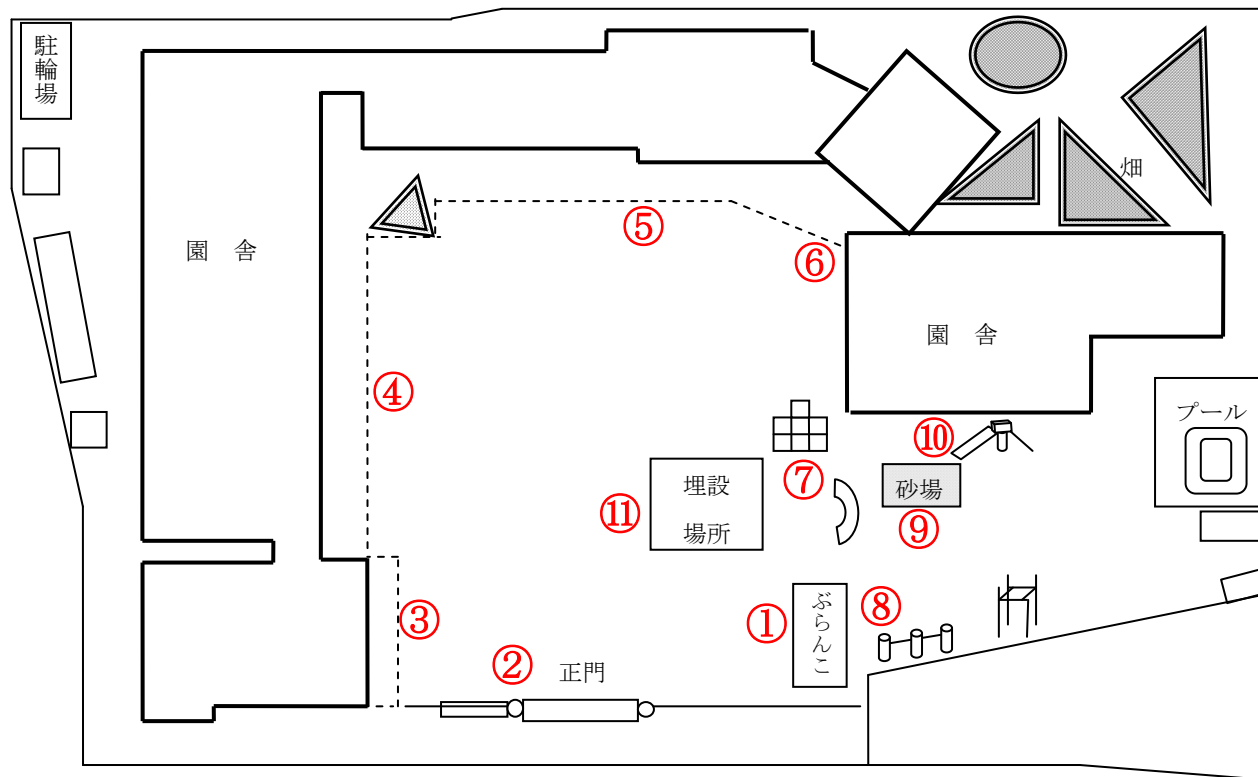 駐輪場
畑
園　舎
⑤
⑥
園　舎
④
プール
⑩
⑦
埋設
場所
砂場
⑪
⑨
ぶらんこ
①
⑧
③
②
正門